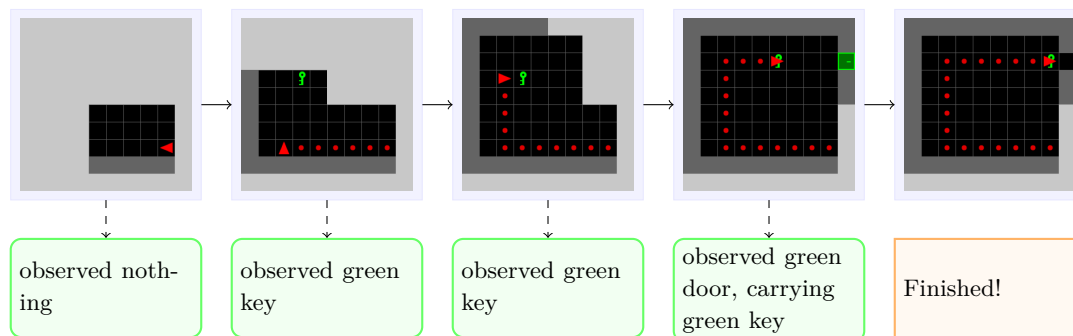 observed noth-
ing
observed green
key
observed green
key
observed green
door, carrying
green key
Finished!